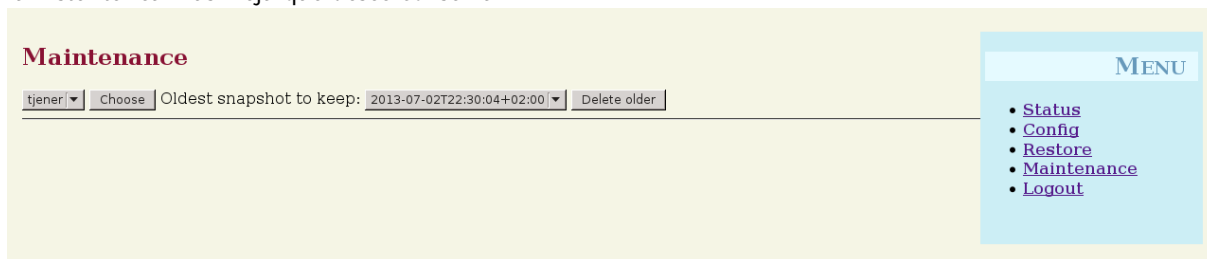 Maintenance
tjener Choose Oldest snapshot to keep: 2013-07-02T22:30:04+02:00 Delete older
MENU
Status
Config
Restore
Maintenance
Logout